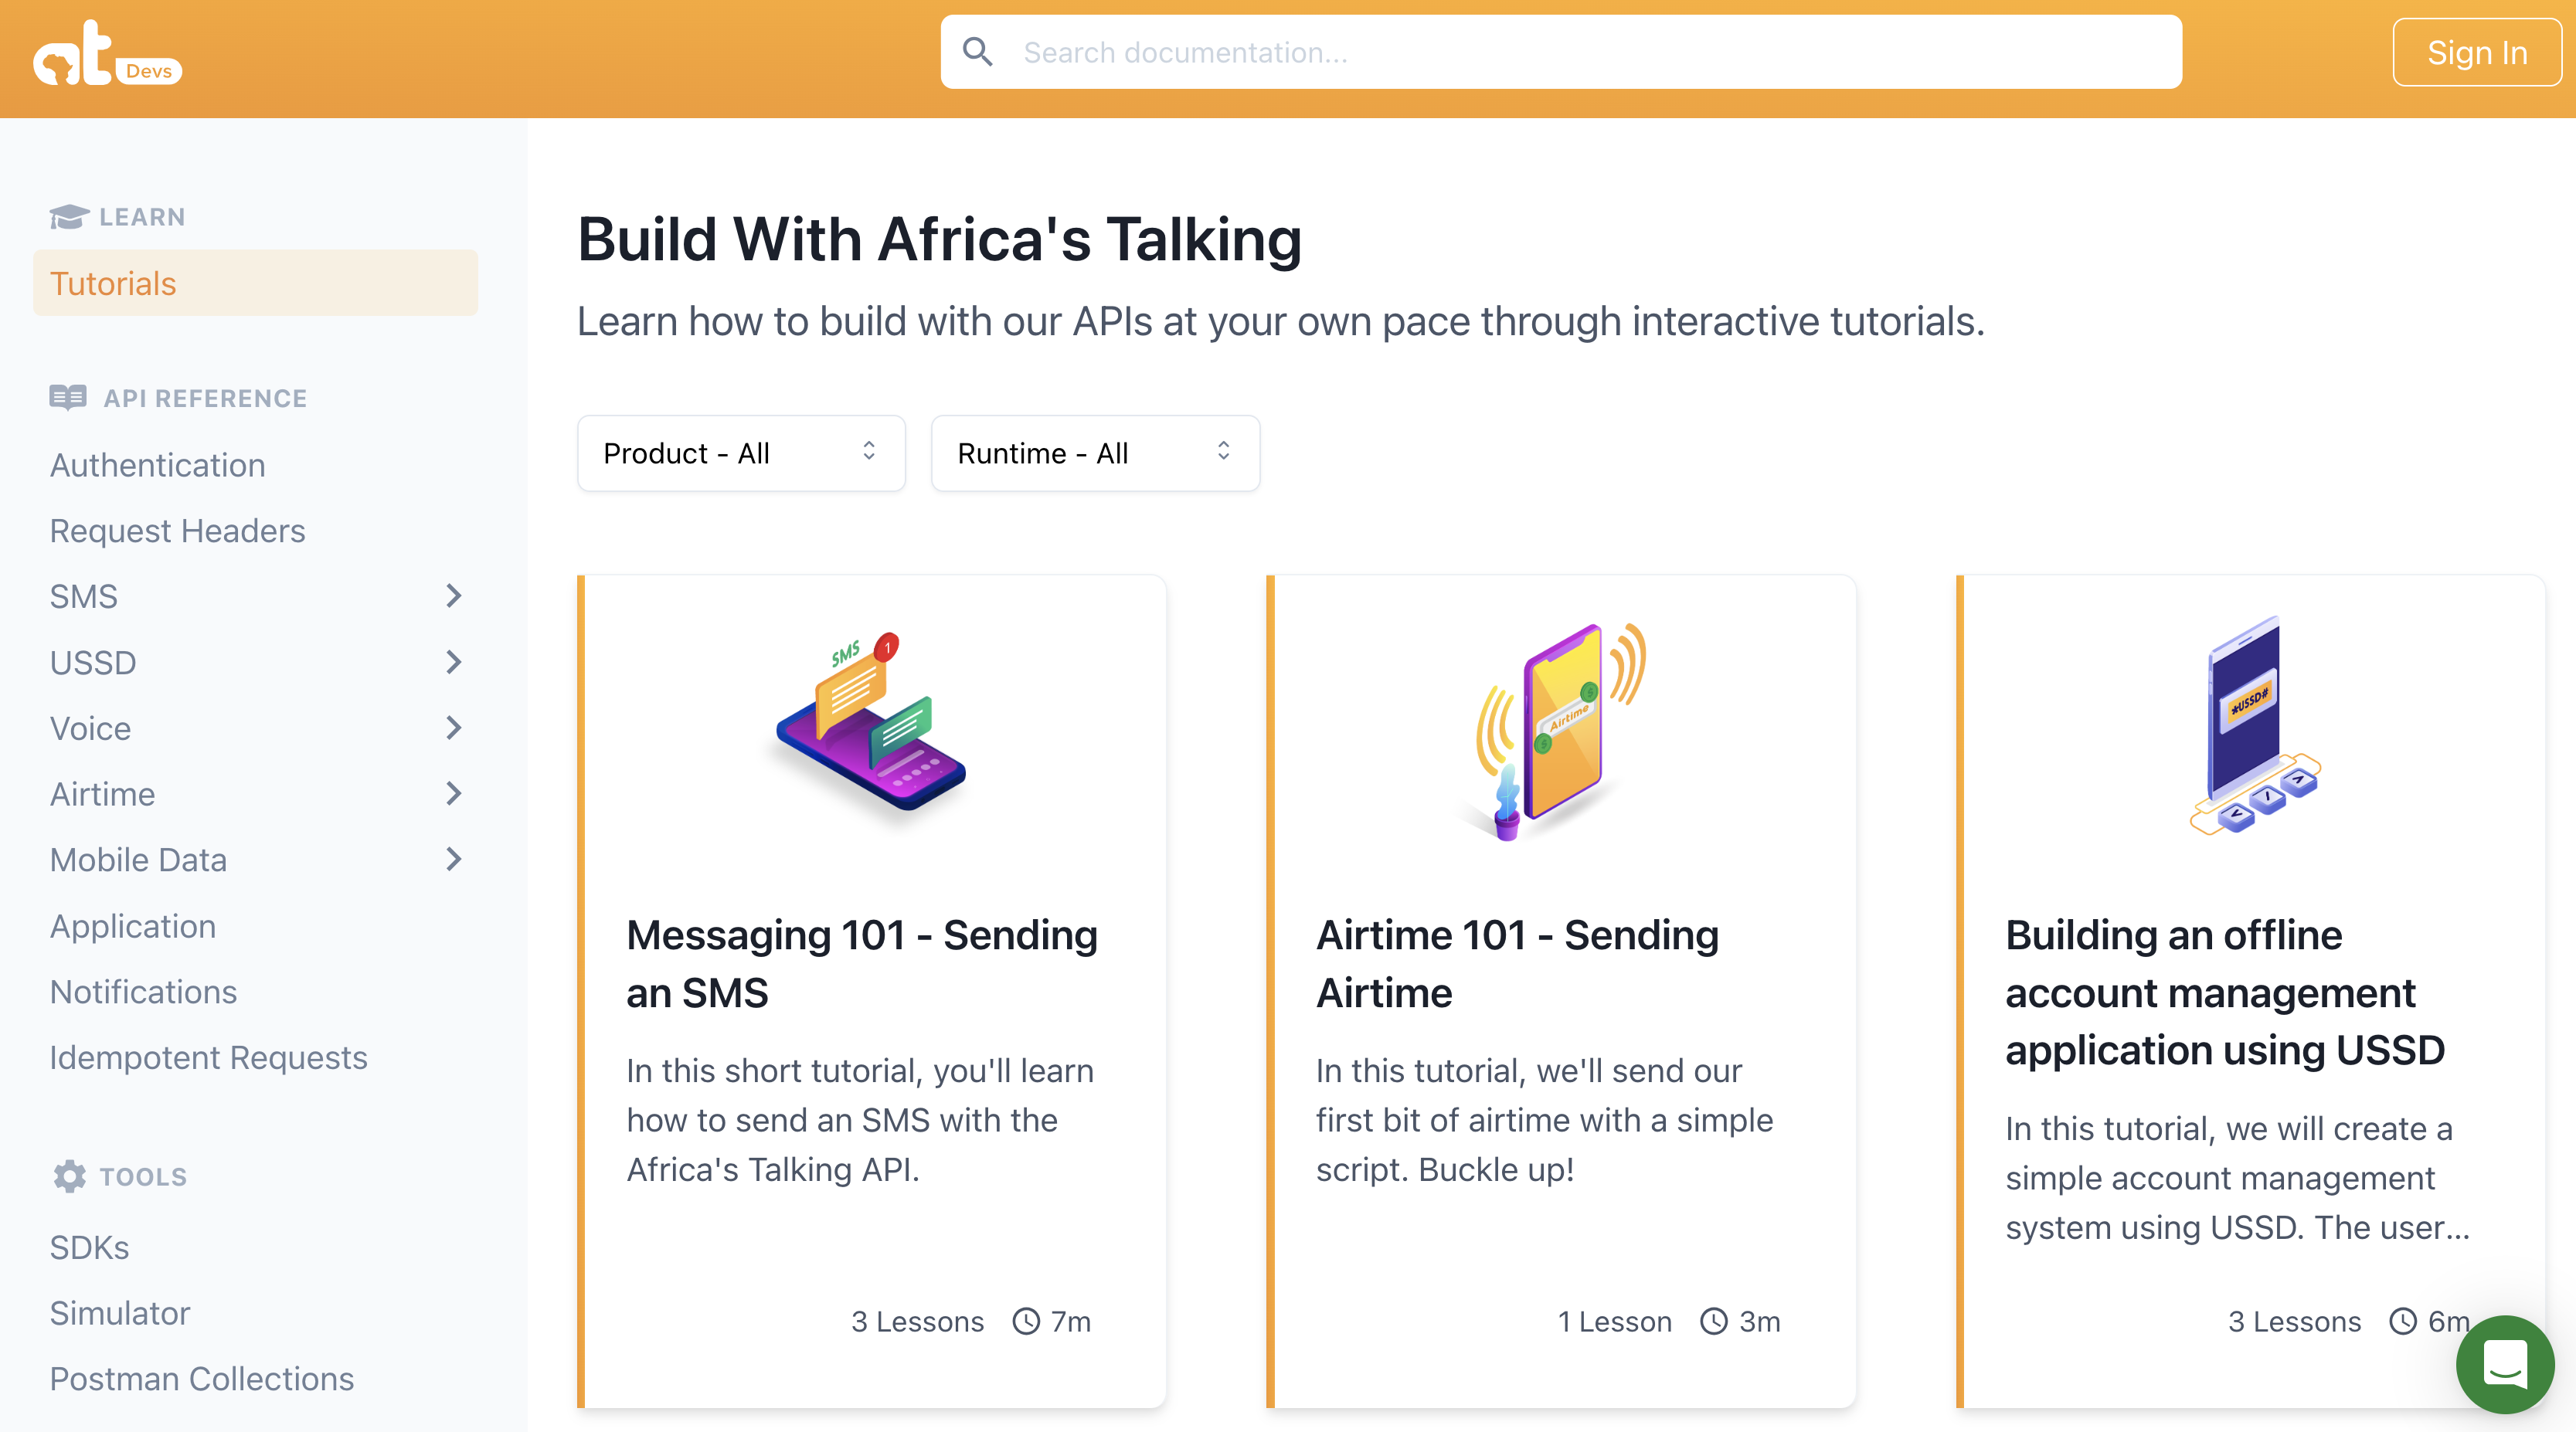 at Devs
Search documentation...
Sign In
LEARN
Tutorials
API REFERENCE
Authentication
Request Headers
SMS
USSD
Voice
Airtime
Mobile Data
Application
Notifications
Idempotent Requests
TOOLS
SDKs
Simulator
Postman Collections
Build With Africa's Talking
Learn how to build with our APIs at your own pace through interactive tutorials.
Product - All
Runtime - All
SMS
1
Messaging 101 - Sending
an SMS
In this short tutorial, you'll learn
how to send an SMS with the
Africa's Talking API.
3 Lessons 7m
Airtime
Airtime 101 - Sending
Airtime
In this tutorial, we'll send our
first bit of airtime with a simple
script. Buckle up!
1 Lesson 3m
*USSD#
Building an offline
account management
application using USSD
In this tutorial, we will create a
simple account management
system using USSD. The user...
3 Lessons 6m